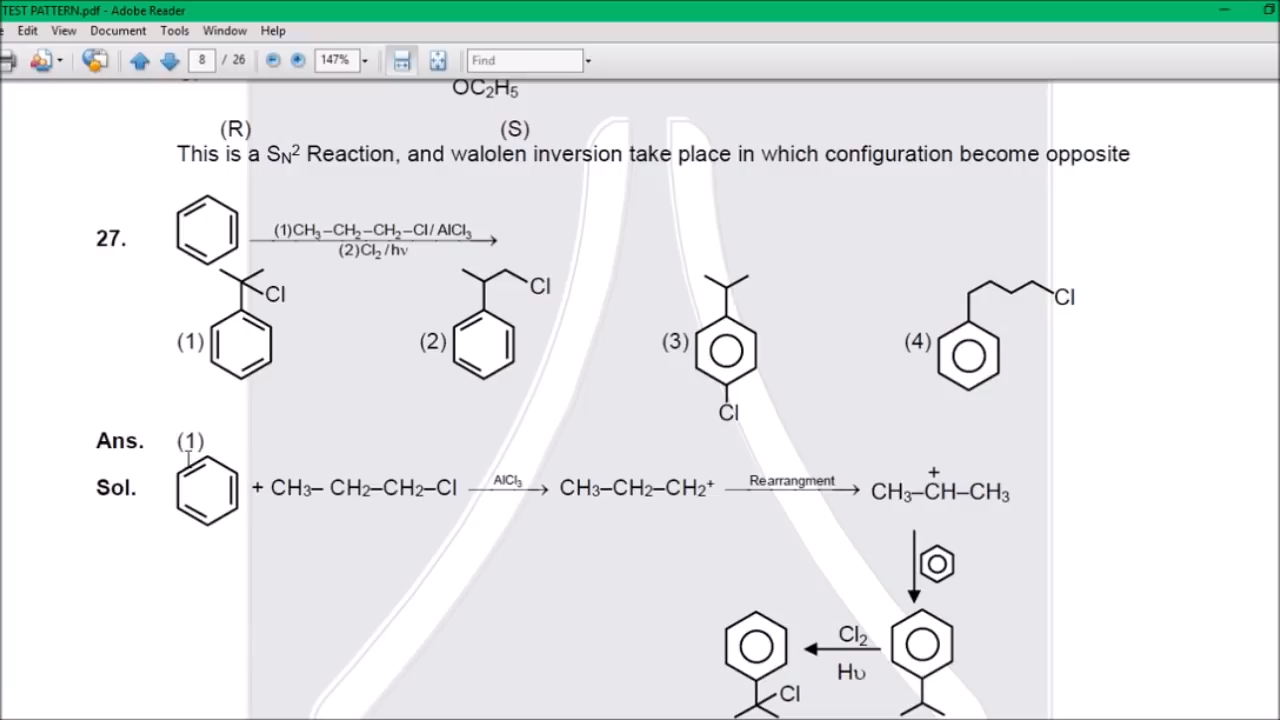 TEST PATTERN.pdf - Adobe Reader
Edit View Document Tools Window Help
8 / 26 147% Find
OC2H5
(R) (S)
This is a SN2 Reaction, and walolen inversion take place in which configuration become opposite
27. (1)CH3–CH2–CH2–Cl/ AlCl3
(2)Cl2/hν
(1) Cl (2) Cl (3) Cl (4) Cl
Ans. (1)
Sol. + CH3– CH2–CH2–Cl AlCl3 CH3–CH2–CH2+ Rearrangment CH3–CH–CH3
+
Cl2
Hυ
Cl